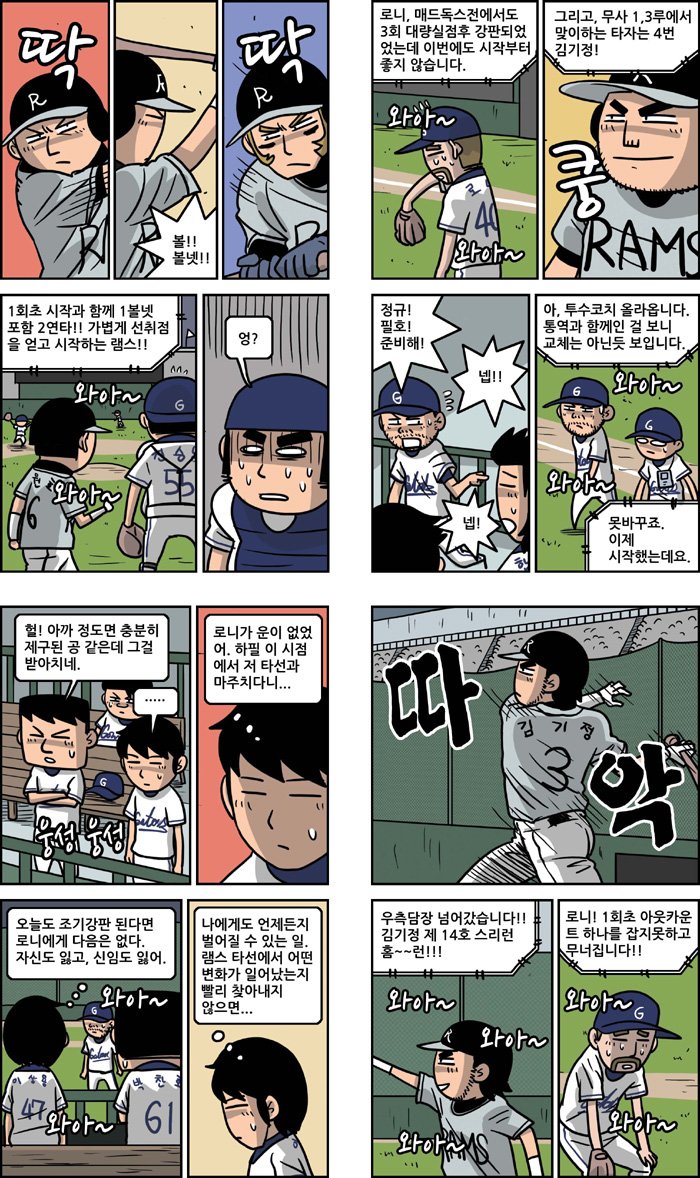 딱
R
R
볼!!
볼넷!!
딱
R
R
1회초 시작과 함께 1볼넷
포함 2연타!! 가볍게 선취점
을 얻고 시작하는 램스!!
와아~
G
와아~
6
55
엉?
로니, 매드독스전에서도
3회 대량실점후 강판되었
었는데 이번에도 시작부터
좋지 않습니다.
와아~
로
40
와아~
그리고, 무사 1,3루에서
맞이하는 타자는 4번
김기정!
쿵
RAMS
정규!
필호!
준비해!
넵!!
G
넵!
아, 투수코치 올라옵니다.
통역과 함께인 걸 보니
교체는 아닌듯 보입니다.
와아~
G
G
와아~
못바꾸죠.
이제
시작했는데요.
헐! 아까 정도면 충분히
제구된 공 같은데 그걸
받아치네.
......
G
Gators
웅성 웅성
로니가 운이 없었
어. 하필 이 시점
에서 저 타선과
마주치다니...
오늘도 조기강판 된다면
로니에게 다음은 없다.
자신도 잃고, 신임도 잃어.
와아~
G
47
박찬호
61
와아~
나에게도 언제든지
벌어질 수 있는 일.
램스 타선에서 어떤
변화가 일어났는지
빨리 찾아내지
않으면...
따
악
김기정
3
우측담장 넘어갔습니다!!
김기정 제 14호 스리런
홈~~런!!!
와아~
와아~
RAMS
와아~
로니! 1회초 아웃카운
트 하나를 잡지못하고
무너집니다!!
와아~
G
와아~